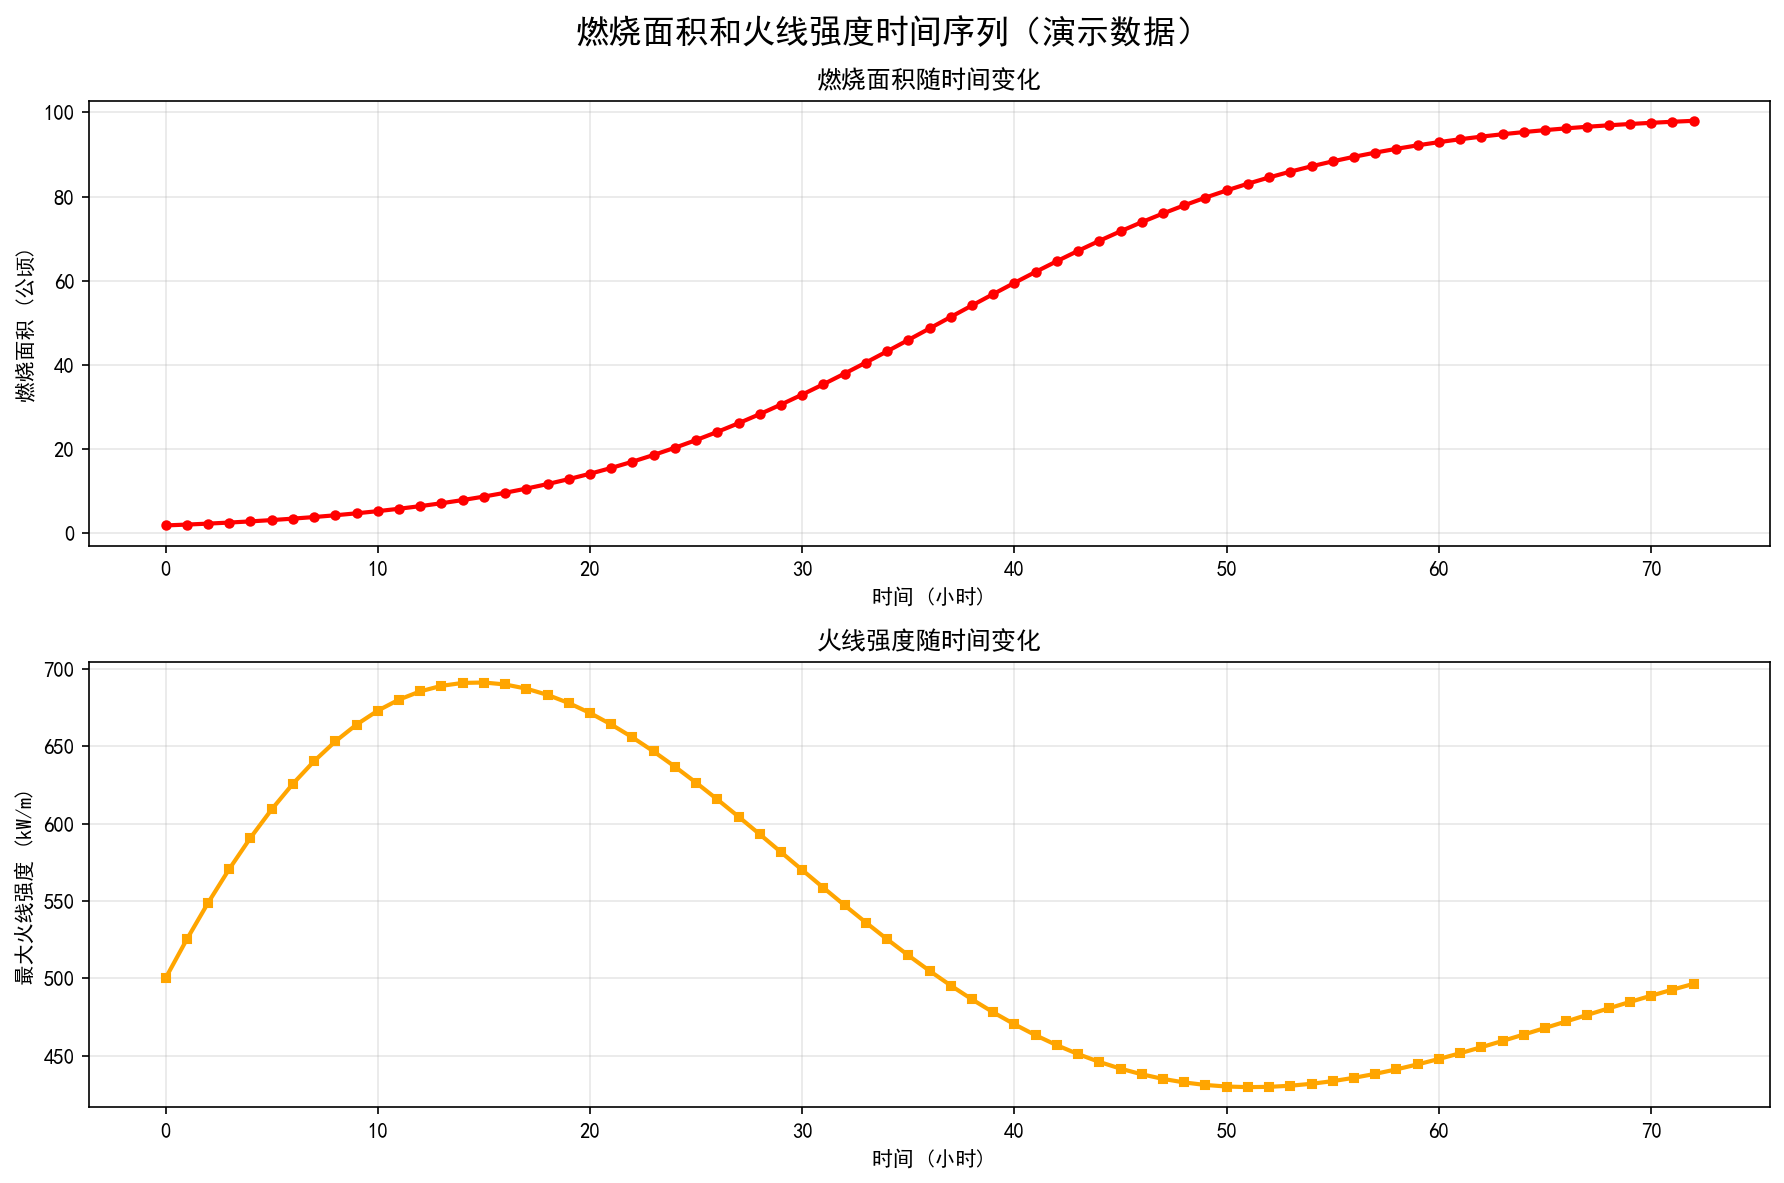 燃烧面积和火线强度时间序列（演示数据）
燃烧面积随时间变化
燃烧面积 (公顷)
100
80
60
40
20
0
0 10 20 30 40 50 60 70
时间 (小时)
火线强度随时间变化
最大火线强度 (kW/m)
700
650
600
550
500
450
0 10 20 30 40 50 60 70
时间 (小时)